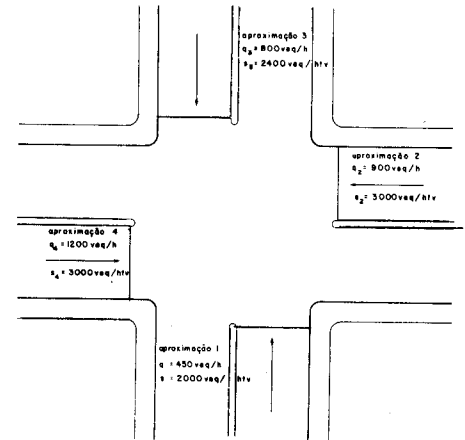 aproximação 3
q₃ = 800 veq/h
s₃ = 2400 veq/htv
aproximação 2
q₂ = 900 veq/h
s₂ = 3000 veq/htv
aproximação 4
q₄ = 1200 veq/h
s₄ = 3000 veq/htv
aproximação 1
q = 450 veq/h
s = 2000 veq/htv